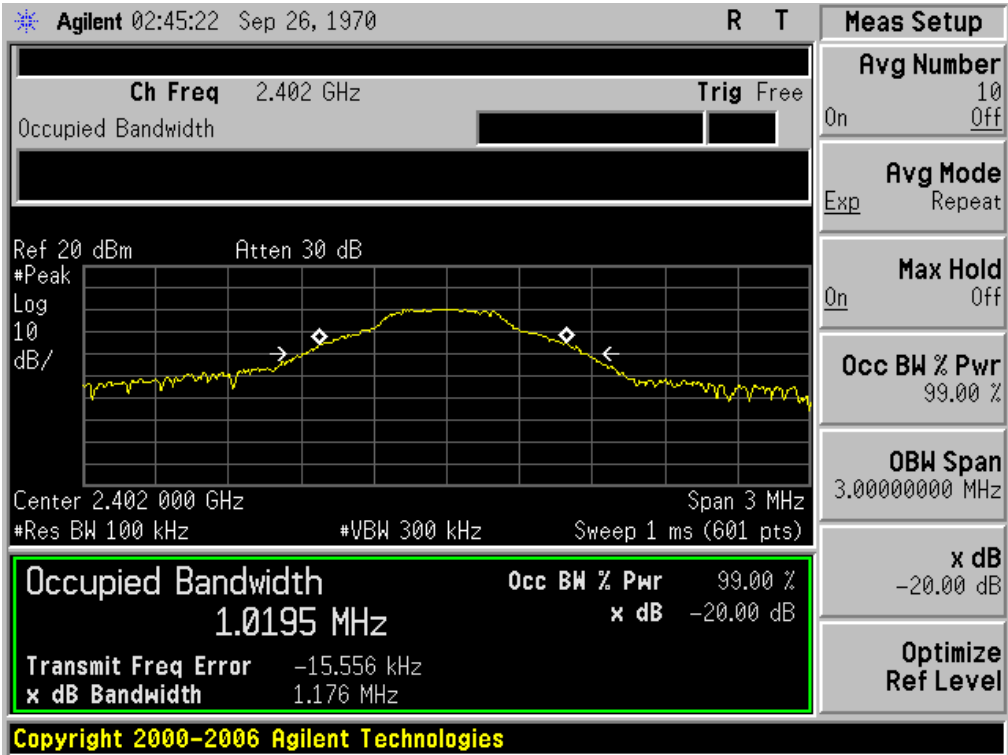 Agilent 02:45:22 Sep 26, 1970 R T
Ch Freq 2.402 GHz Trig Free
Occupied Bandwidth
Ref 20 dBm Atten 30 dB
#Peak
Log
10
dB/
Center 2.402 000 GHz Span 3 MHz
#Res BW 100 kHz #VBW 300 kHz Sweep 1 ms (601 pts)
Occupied Bandwidth
1.0195 MHz
Occ BW % Pwr 99.00 %
x dB -20.00 dB
Transmit Freq Error -15.556 kHz
x dB Bandwidth 1.176 MHz
Copyright 2000-2006 Agilent Technologies
Meas Setup
Avg Number
10
On Off
Avg Mode
Exp Repeat
Max Hold
On Off
Occ BW % Pwr
99.00 %
OBW Span
3.00000000 MHz
x dB
-20.00 dB
Optimize
Ref Level